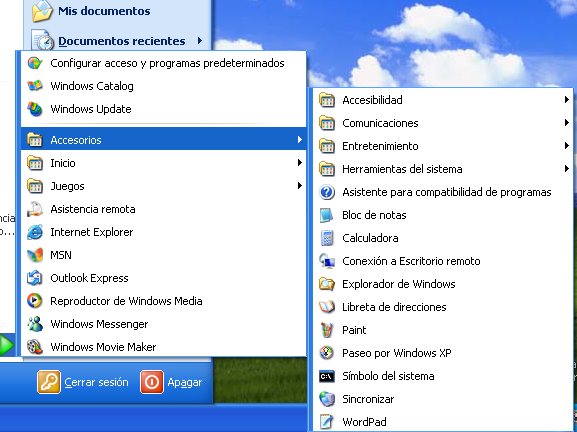 Mis documentos
Documentos recientes
Configurar acceso y programas predeterminados
Windows Catalog
Windows Update
Accesorios
Inicio
Juegos
Asistencia remota
Internet Explorer
MSN
Outlook Express
Reproductor de Windows Media
Windows Messenger
Windows Movie Maker
Cerrar sesión
Apagar
Accesibilidad
Comunicaciones
Entretenimiento
Herramientas del sistema
Asistente para compatibilidad de programas
Bloc de notas
Calculadora
Conexión a Escritorio remoto
Explorador de Windows
Libreta de direcciones
Paint
Paseo por Windows XP
Símbolo del sistema
Sincronizar
WordPad